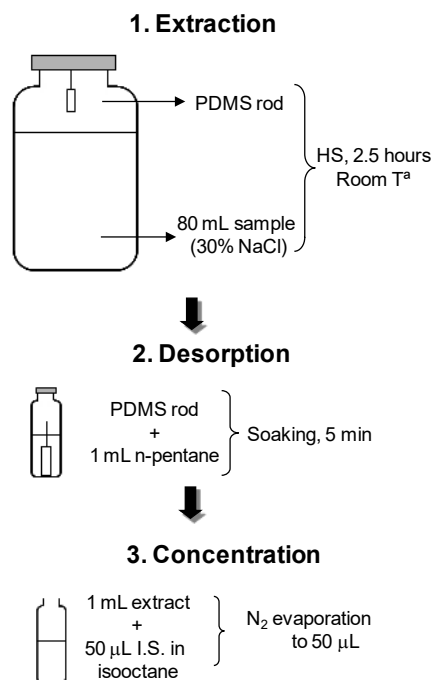 1. Extraction
PDMS rod
HS, 2.5 hours
Room Tª
80 mL sample
(30% NaCl)
2. Desorption
PDMS rod
+
1 mL n-pentane
Soaking, 5 min
3. Concentration
1 mL extract
+
50 μL I.S. in
isooctane
N₂ evaporation
to 50 μL